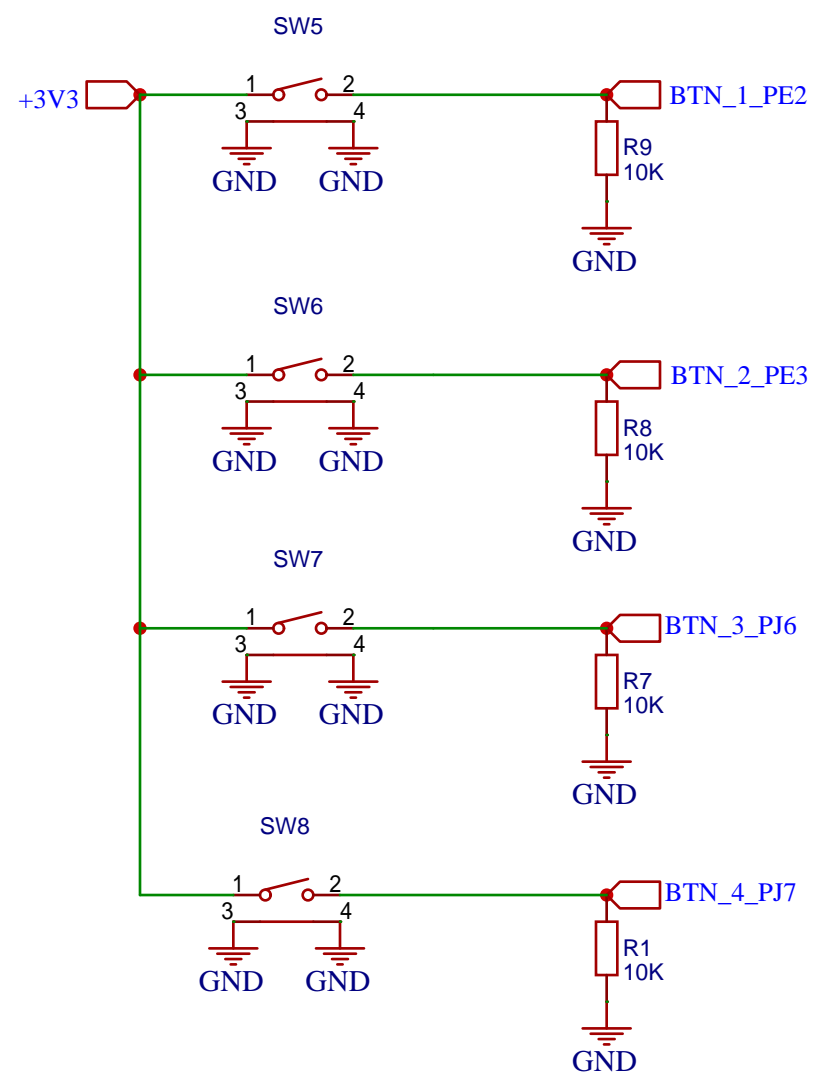 SW5
+3V3
1 2
BTN_1_PE2
3 4
R9
10K
GND GND
GND
SW6
1 2
BTN_2_PE3
3 4
R8
10K
GND GND
GND
SW7
1 2
BTN_3_PJ6
3 4
R7
10K
GND GND
GND
SW8
1 2
BTN_4_PJ7
3 4
R1
10K
GND GND
GND